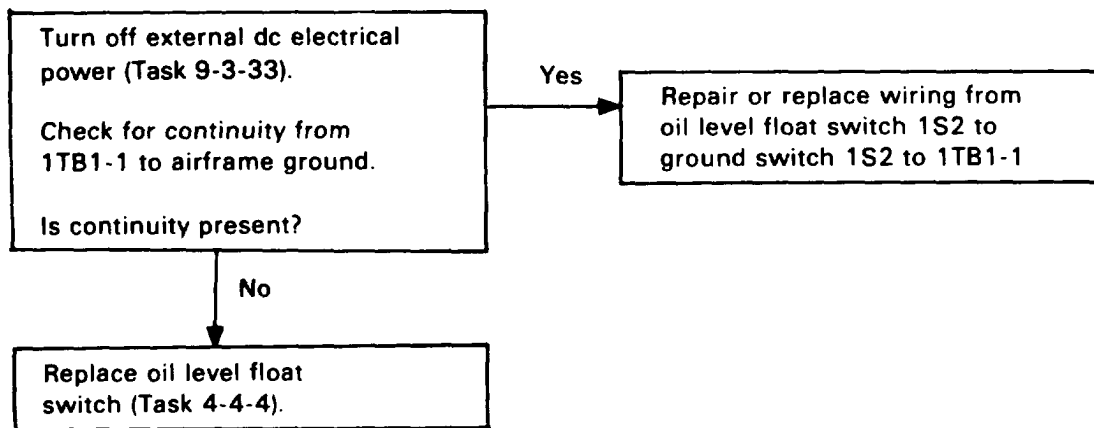 Turn off external dc electrical
power (Task 9-3-33).
Check for continuity from
1TB1-1 to airframe ground.
Is continuity present?
Yes
Repair or replace wiring from
oil level float switch 1S2 to
ground switch 1S2 to 1TB1-1
No
Replace oil level float
switch (Task 4-4-4).